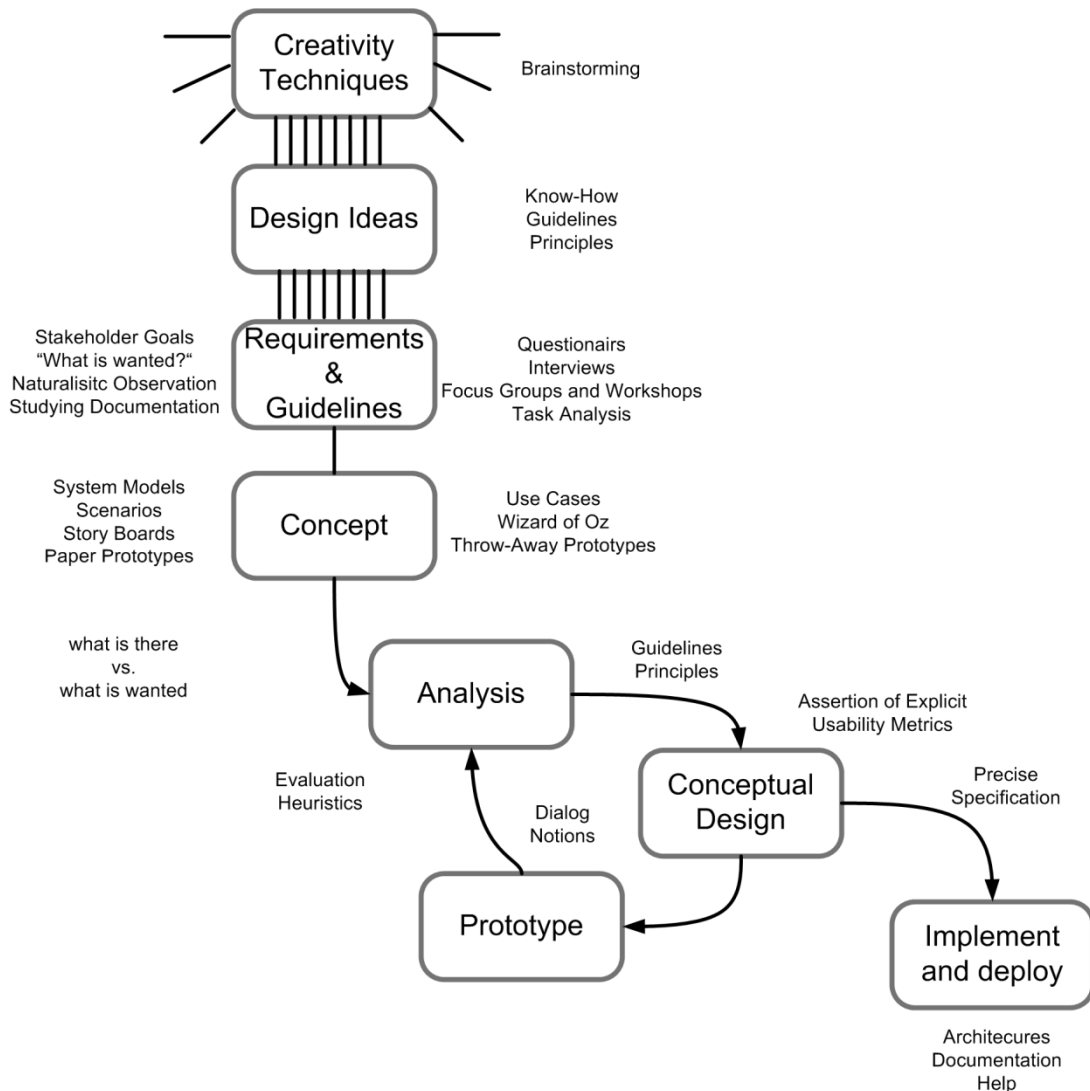 Creativity
Techniques
Brainstorming
Design Ideas
Know-How
Guidelines
Principles
Stakeholder Goals
“What is wanted?“
Naturalisitc Observation
Studying Documentation
Requirements
&
Guidelines
Questionairs
Interviews
Focus Groups and Workshops
Task Analysis
System Models
Scenarios
Story Boards
Paper Prototypes
Concept
Use Cases
Wizard of Oz
Throw-Away Prototypes
what is there
vs.
what is wanted
Analysis
Guidelines
Principles
Assertion of Explicit
Usability Metrics
Evaluation
Heuristics
Dialog
Notions
Conceptual
Design
Precise
Specification
Prototype
Implement
and deploy
Architecures
Documentation
Help